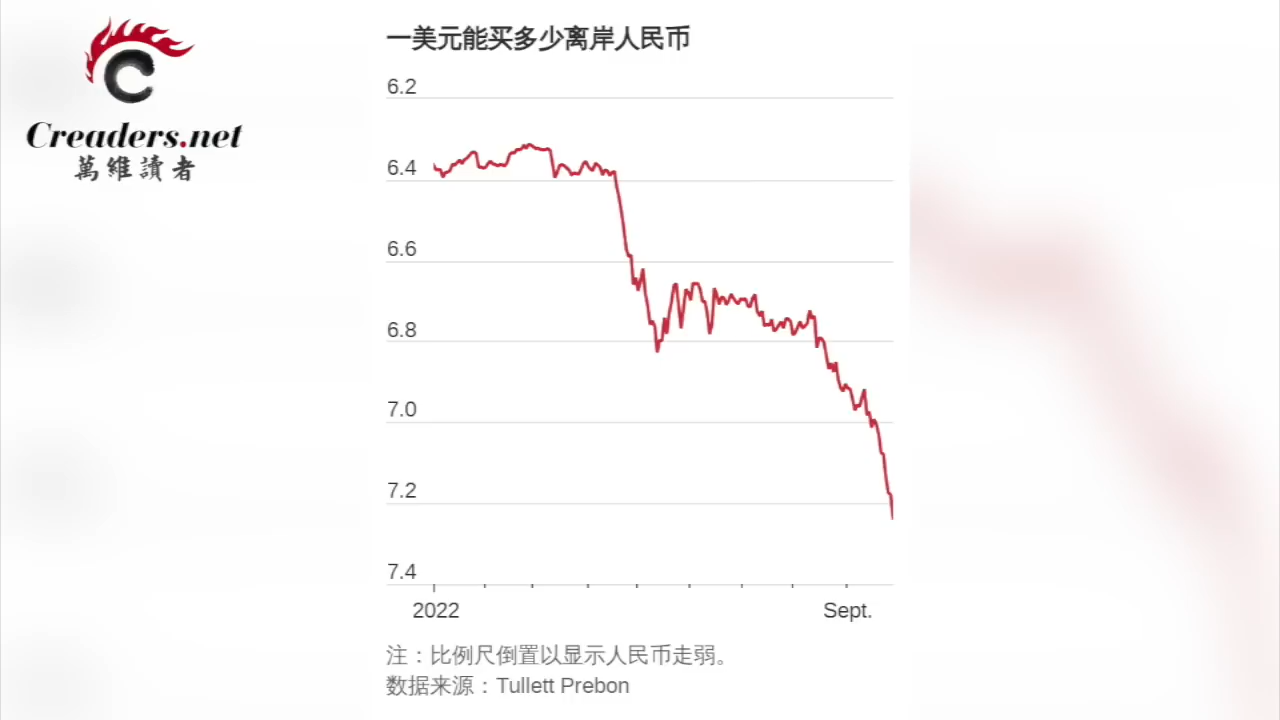 Creaders.net
萬維讀者
一美元能买多少离岸人民币
6.2
6.4
6.6
6.8
7.0
7.2
7.4
2022 Sept.
注：比例尺倒置以显示人民币走弱。
数据来源：Tullett Prebon